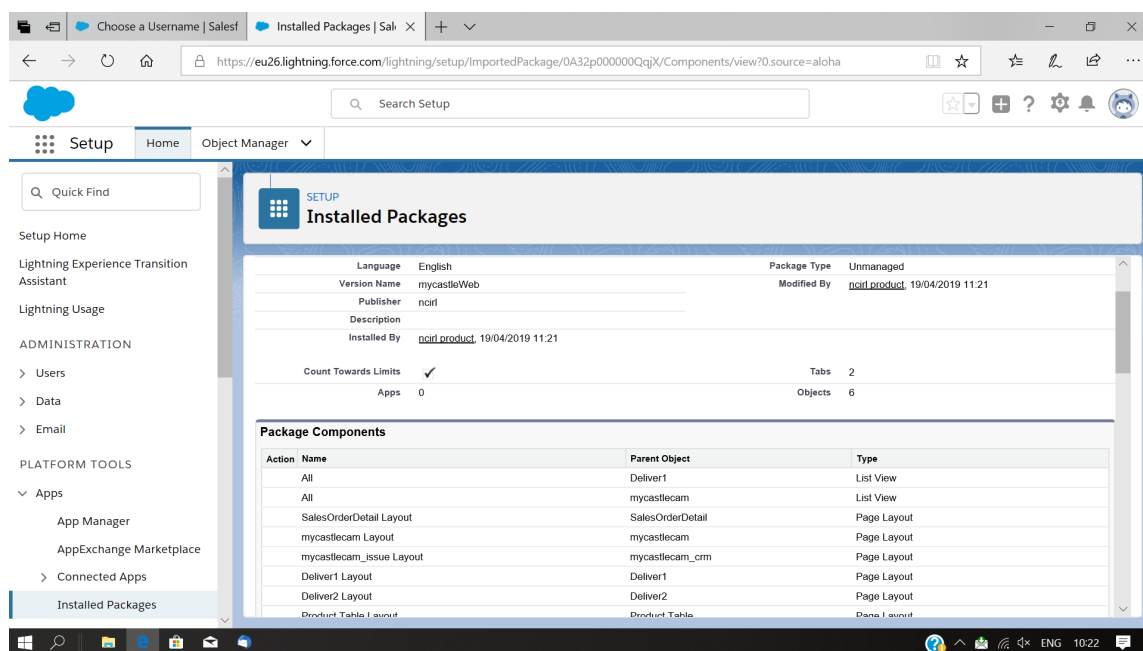 Choose a Username | Salesf
Installed Packages | Sale
https://eu26.lightning.force.com/lightning/setup/ImportedPackage/0A32p000000QqjX/Components/view?0.source=aloha
Search Setup
Setup Home Object Manager
Quick Find
Setup Home
Lightning Experience Transition
Assistant
Lightning Usage
ADMINISTRATION
Users
Data
Email
PLATFORM TOOLS
Apps
App Manager
AppExchange Marketplace
Connected Apps
Installed Packages
SETUP
Installed Packages
Language English Package Type Unmanaged
Version Name mycastleWeb Modified By ncirl product, 19/04/2019 11:21
Publisher ncirl
Description
Installed By ncirl product, 19/04/2019 11:21
Count Towards Limits Tabs 2
Apps 0 Objects 6
Package Components
Action Name Parent Object Type
All Deliver1 List View
All mycastlecam List View
SalesOrderDetail Layout SalesOrderDetail Page Layout
mycastlecam Layout mycastlecam Page Layout
mycastlecam_issue Layout mycastlecam_crm Page Layout
Deliver1 Layout Deliver1 Page Layout
Deliver2 Layout Deliver2 Page Layout
Product Table Layout Product Table Page Layout
ENG 10:22